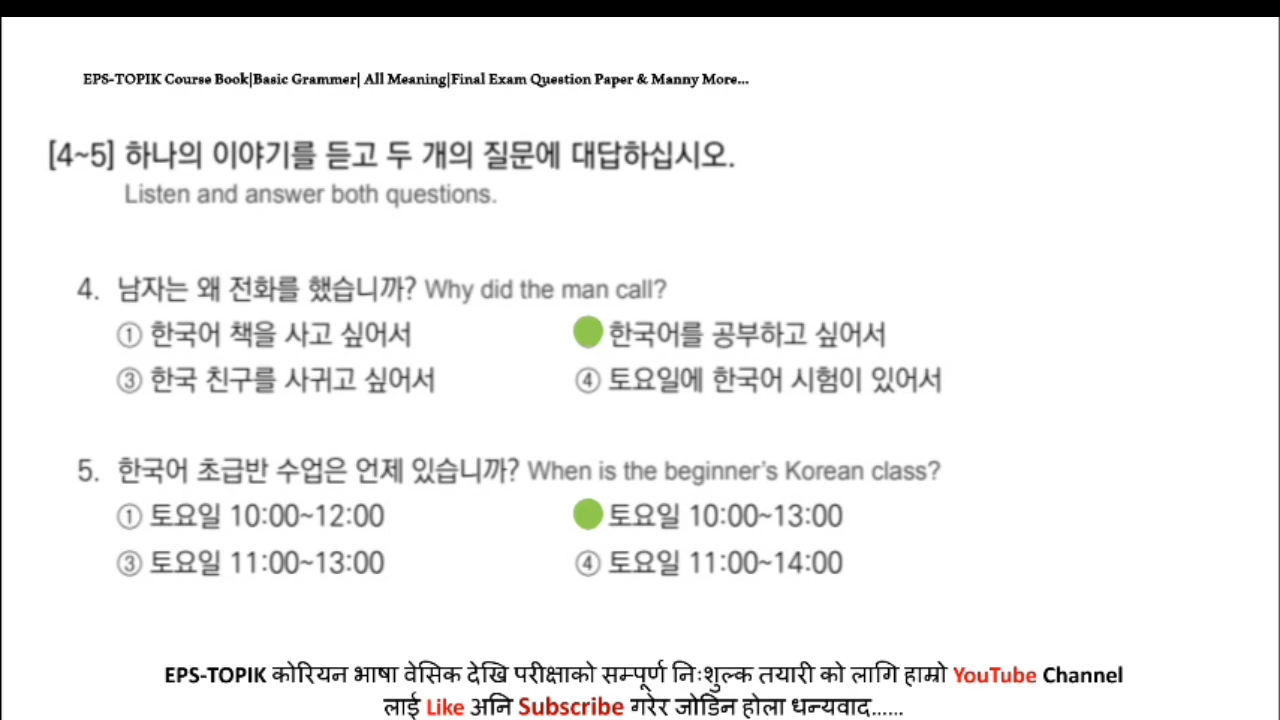 EPS-TOPIK Course Book|Basic Grammer| All Meaning|Final Exam Question Paper & Manny More...
[4~5] 하나의 이야기를 듣고 두 개의 질문에 대답하십시오.
Listen and answer both questions.
4. 남자는 왜 전화를 했습니까? Why did the man call?
① 한국어 책을 사고 싶어서 한국어를 공부하고 싶어서
③ 한국 친구를 사귀고 싶어서 ④ 토요일에 한국어 시험이 있어서
5. 한국어 초급반 수업은 언제 있습니까? When is the beginner's Korean class?
① 토요일 10:00~12:00 토요일 10:00~13:00
③ 토요일 11:00~13:00 ④ 토요일 11:00~14:00
EPS-TOPIK कोरियन भाषा वेसिक देखि परीक्षाको सम्पूर्ण निःशुल्क तयारी को लागि हाम्रो YouTube Channel
लाई Like अनि Subscribe गरेर जोडिन होला धन्यवाद......